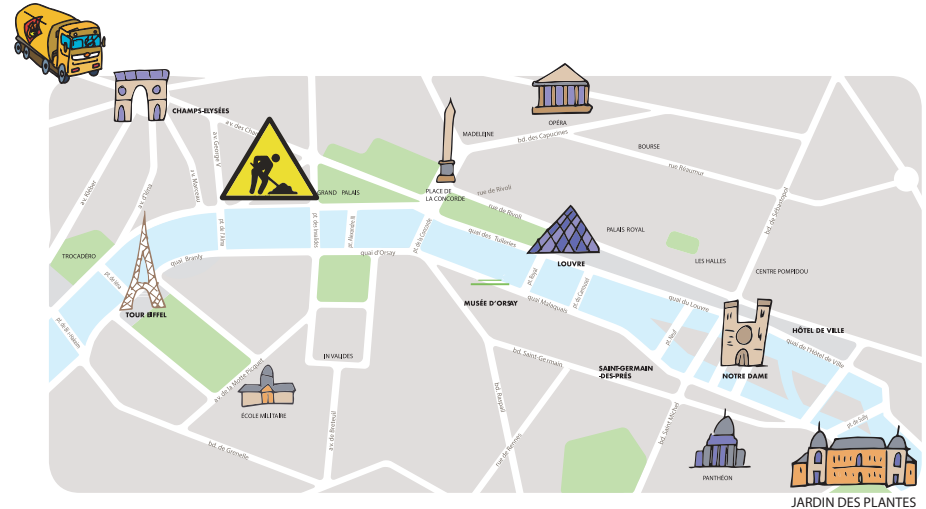 CHAMPS-ELYSÉES
av. des Cha
av. George V
av. Marceau
av. d'Iéna
av. Kléber
OPÉRA
MADELEINE
bd. des Capucines
BOURSE
rue Réaumur
bd. de Sébastopol
GRAND PALAIS
PLACE DE
LA CONCORDE
rue de Rivoli
rue de Rivoli
PALAIS ROYAL
LES HALLES
CENTRE POMPIDOU
TROCADÉRO
pt. de l'Alma
pt. des Invalides
pt. Alexandre III
pt. de la Concorde
quai des Tuileries
quai d'Orsay
quai Branly
pt. d'Iéna
pt. de Bir Hakeim
TOUR EIFFEL
LOUVRE
MUSÉE D'ORSAY
pt. Royal
pt. du Carrousel
quai Malaquais
quai du Louvre
pt. Neuf
HÔTEL DE VILLE
quai de l'Hôtel de Ville
NOTRE DAME
INVALIDES
av. de la Motte Picquet
ÉCOLE MILITAIRE
bd. Saint-Germain
SAINT-GERMAIN
-DES-PRÉS
bd. Raspail
rue de Rennes
bd. Saint Michel
pt. de Sully
bd. de Grenelle
av. de Breteuil
PANTHÉON
JARDIN DES PLANTES